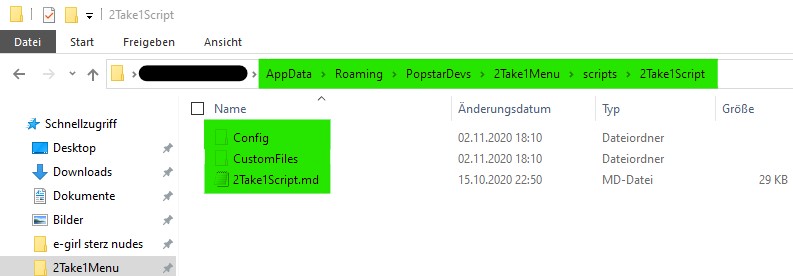 2Take1Script
Datei Start Freigeben Ansicht
AppData > Roaming > PopstarDevs > 2Take1Menu > scripts > 2Take1Script
Name Änderungsdatum Typ Größe
Schnellzugriff
Config 02.11.2020 18:10 Dateiordner
Desktop
CustomFiles 02.11.2020 18:10 Dateiordner
Downloads
2Take1Script.md 15.10.2020 22:50 MD-Datei 29 KB
Dokumente
Bilder
e-girl sterz nudes
2Take1Menu